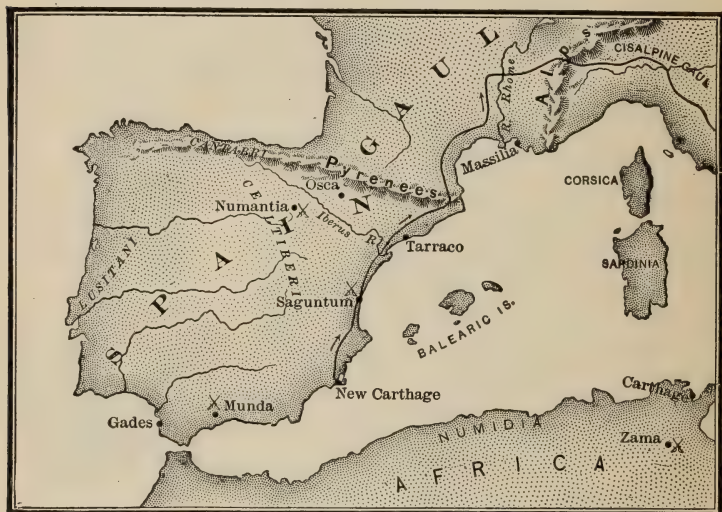 GAUL
R. Rhone
Alps
CISALPINE GAUL
CANTABRI
Pyrenees
Massilia
CORSICA
Osca
Numantia
CELTIBERI
Iberus R.
Tarraco
LUSITANI
SPAIN
SARDINIA
Saguntum
BALEARIC IS.
New Carthage
Carthage
Munda
Gades
NUMIDIA
Zama
AFRICA